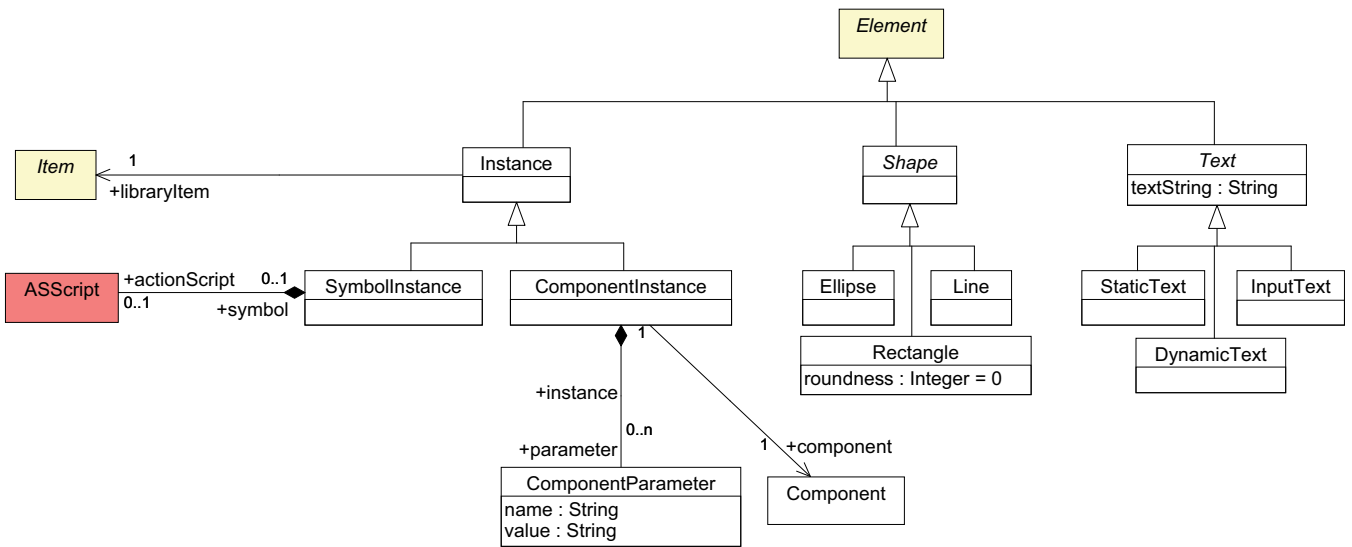 Element
Item
1
+libraryItem
Instance
Shape
Text
textString : String
ASScript
+actionScript
0..1
0..1
+symbol
SymbolInstance
ComponentInstance
Ellipse
Line
StaticText
InputText
Rectangle
roundness : Integer = 0
DynamicText
1
+instance
0..n
+parameter
1
+component
ComponentParameter
name : String
value : String
Component